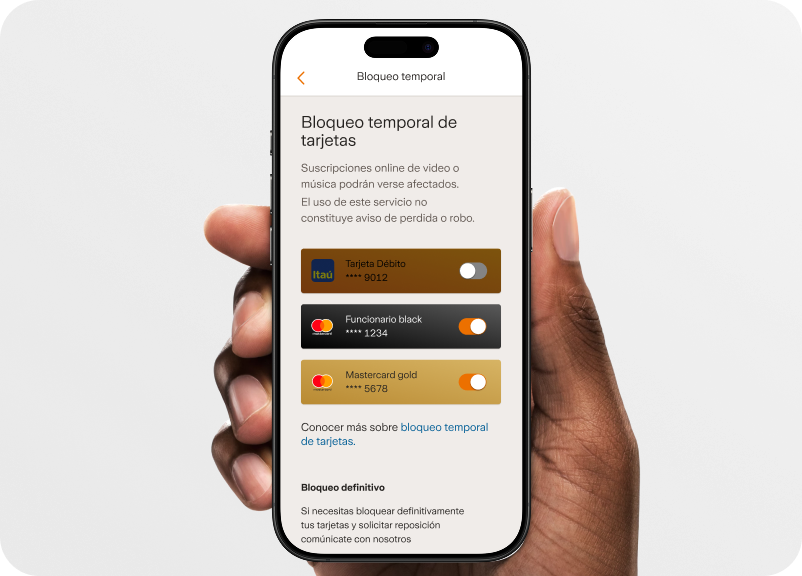 Bloqueo temporal
Bloqueo temporal de
tarjetas
Suscripciones online de video o
música podrán verse afectados.
El uso de este servicio no
constituye aviso de perdida o robo.
Itaú
Tarjeta Débito
**** 9012
Funcionario black
**** 1234
Mastercard gold
**** 5678
Conocer más sobre bloqueo temporal
de tarjetas.
Bloqueo definitivo
Si necesitas bloquear definitivamente
tus tarjetas y solicitar reposición
comúnicate con nosotros